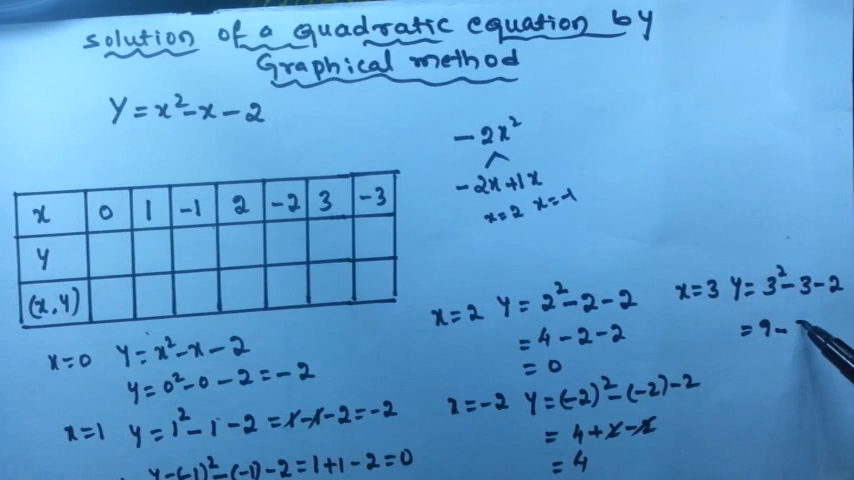 solution of a quadratic equation by
Graphical method
Y = x² - x - 2
- 2x²
- 2x + 1x
x = 2 x = -1
x 0 1 -1 2 -2 3 -3
Y
(x, Y)
x = 0 Y = x² - x - 2
Y = 0² - 0 - 2 = -2
x = 1 Y = 1² - 1 - 2 = 1 - 1 - 2 = -2
Y = (-1)² - (-1) - 2 = 1 + 1 - 2 = 0
x = 2 Y = 2² - 2 - 2
= 4 - 2 - 2
= 0
x = -2 Y = (-2)² - (-2) - 2
= 4 + 2 - 2
= 4
x = 3 Y = 3² - 3 - 2
= 9 -